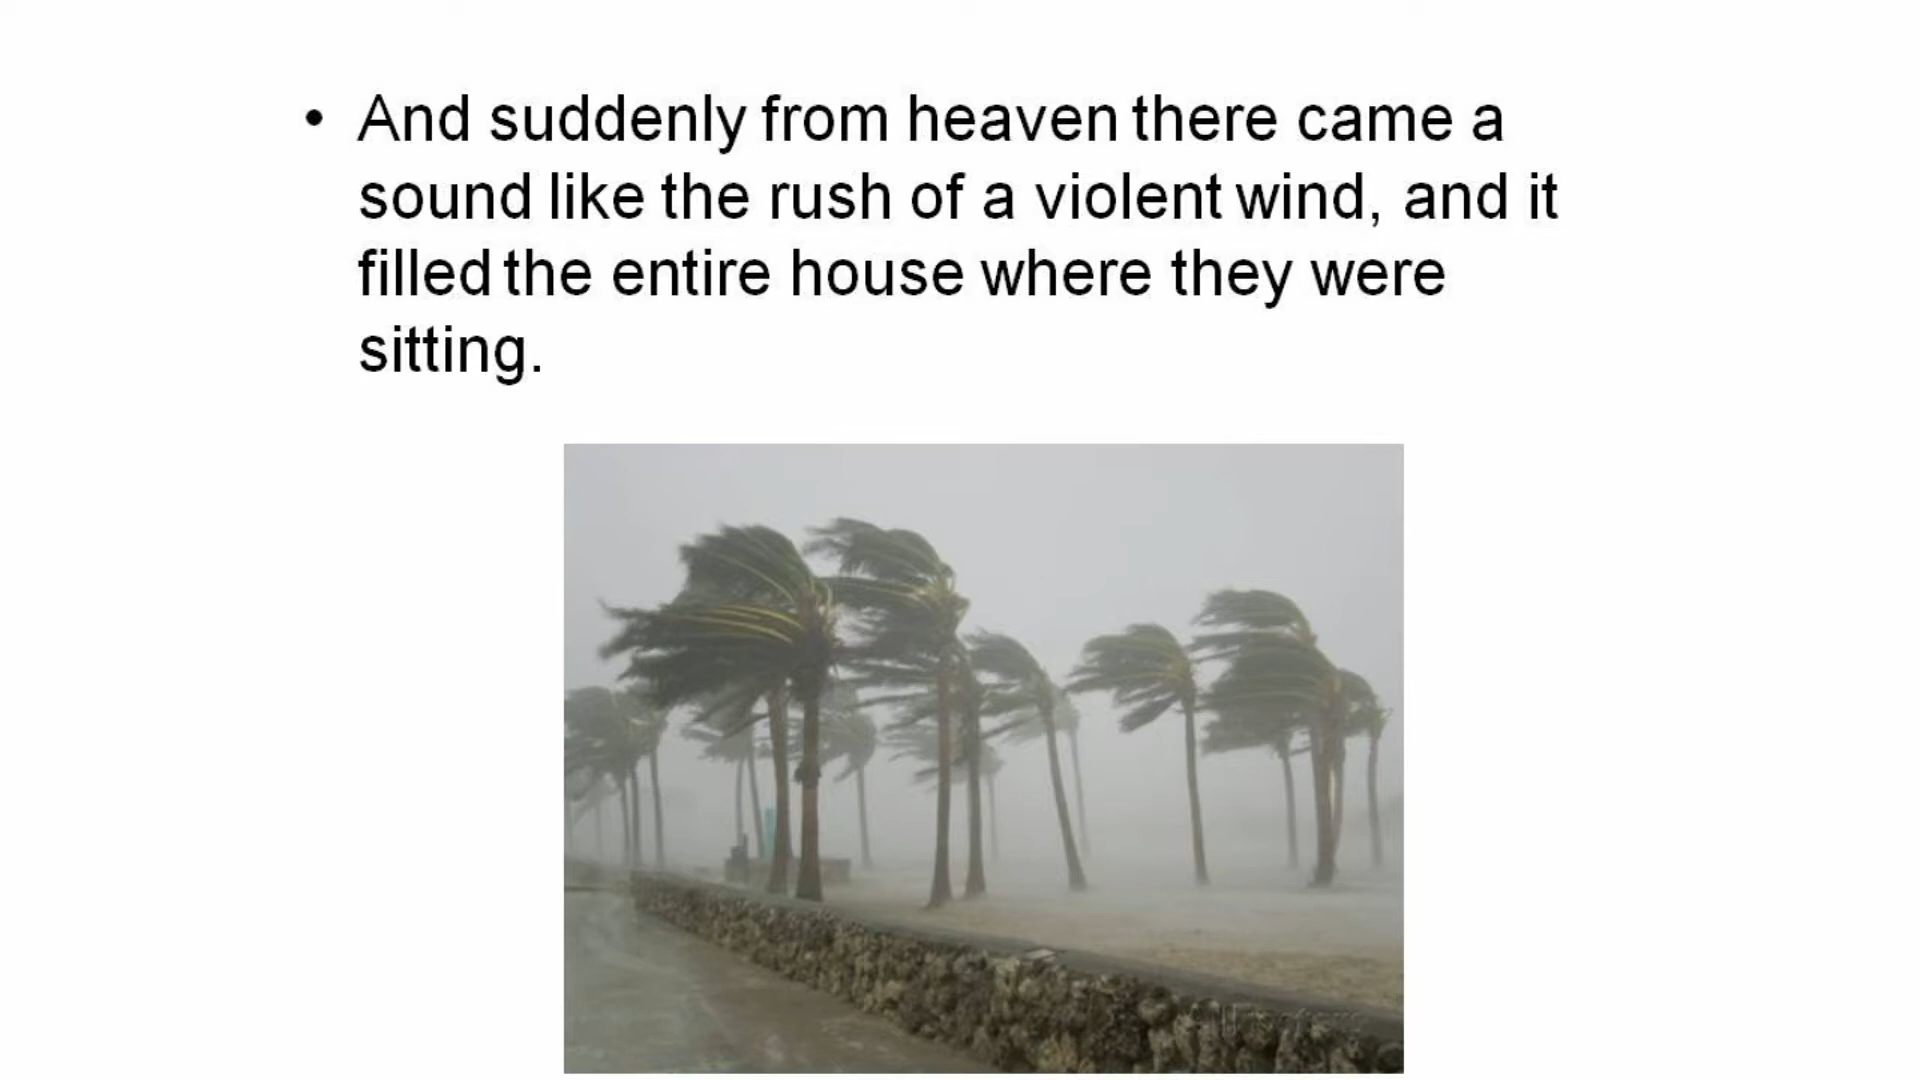 • And suddenly from heaven there came a
sound like the rush of a violent wind, and it
filled the entire house where they were
sitting.